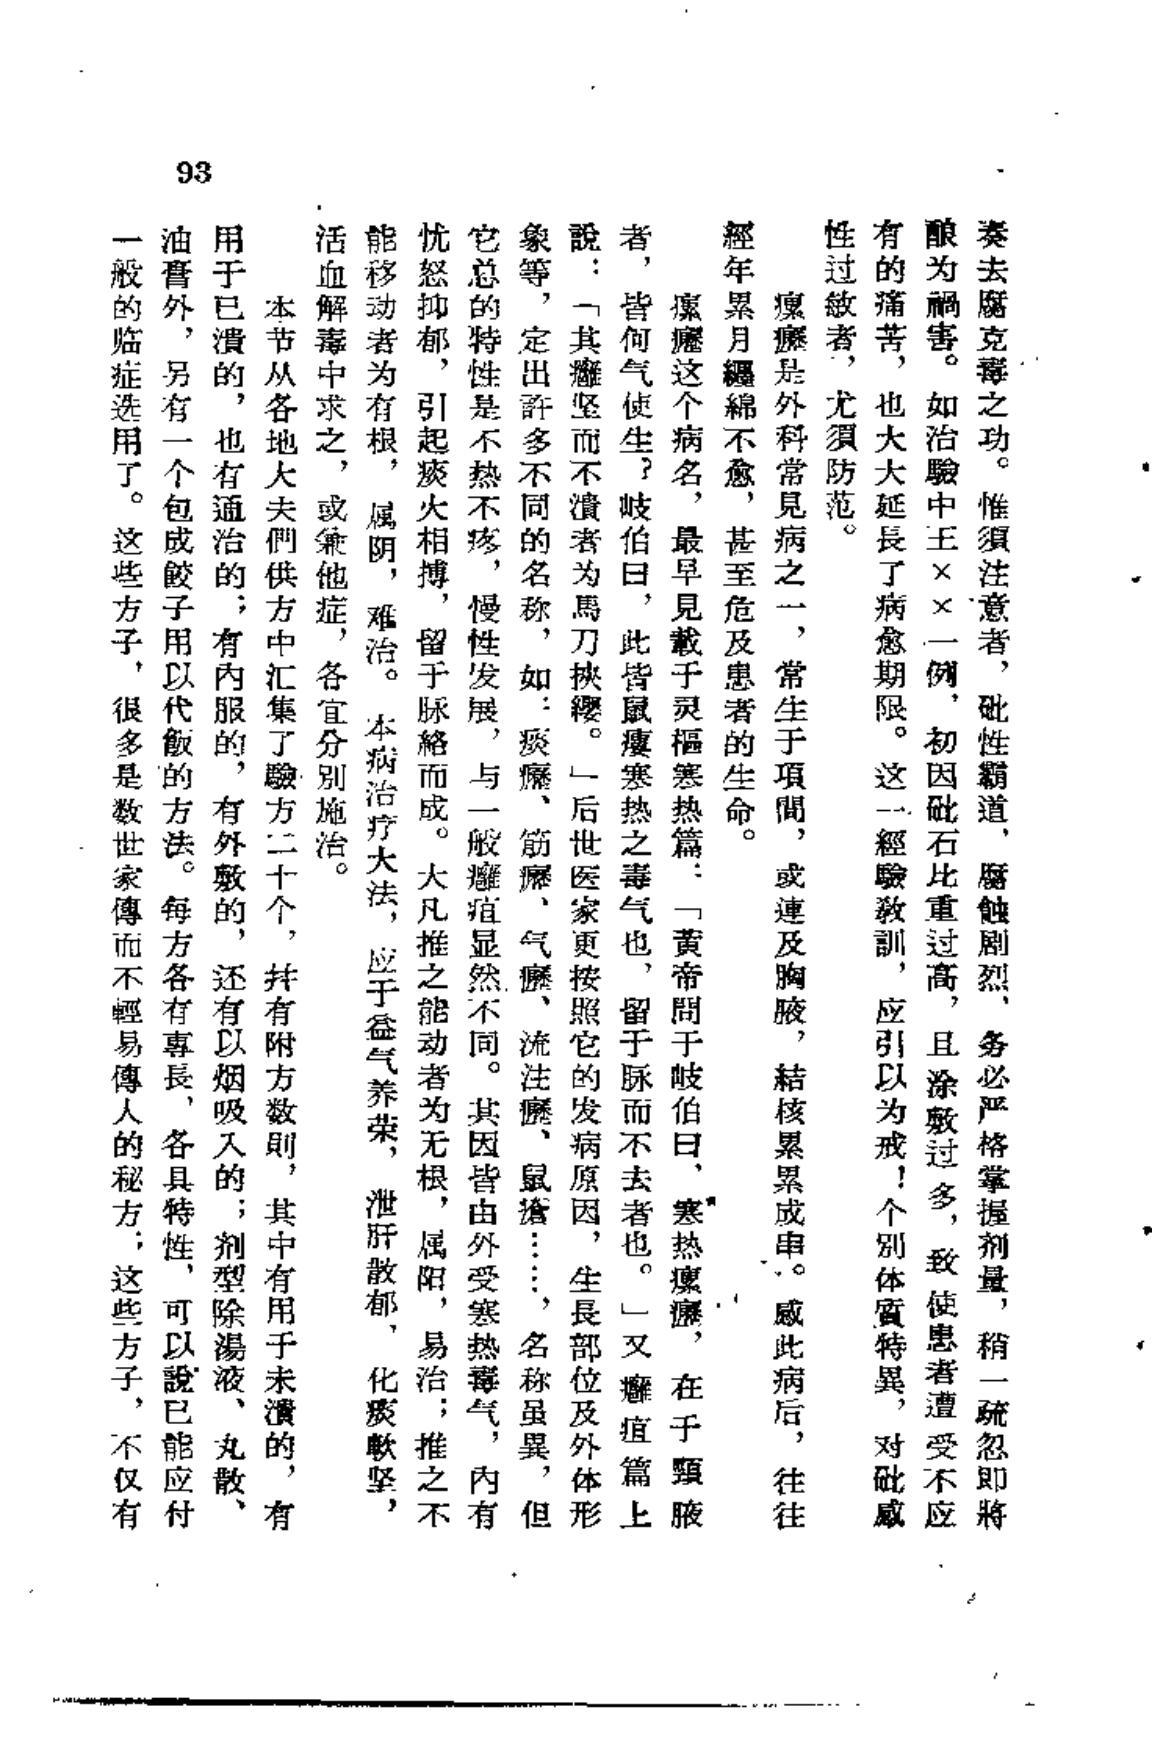 奏去腐克毒之功。惟須注意者，砒性霸道、腐蝕剧烈、务必严格掌握剂量，稍一疏忽即將
酿为禍害。如治驗中王××一例，初因砒石比重过高，且涂敷过多，致使患者遭受不应
有的痛苦，也大大延長了病愈期限。这一經驗敎訓，应引以为戒！个别体質特異，对砒感
性过敏者，尤須防范。
瘰癧是外科常見病之一，常生于項間，或連及胸腋，結核累累成串。感此病后，往往
經年累月纏綿不愈，甚至危及患者的生命。
瘰癧这个病名，最早見載于灵樞寒热篇：「黄帝問于岐伯曰，寒热瘰癧，在于頸腋
者，皆何气使生？岐伯曰，此皆鼠瘻寒热之毒气也，留于脉而不去者也。」又癰疽篇上
說：「其癰坚而不潰者为馬刀挾纓。」后世医家更按照它的发病原因，生長部位及外体形
象等，定出許多不同的名称，如：痰癧、筋癧、气癧、流注癧、鼠瘡……，名称虽異，但
它总的特性是不热不疼，慢性发展，与一般癰疽显然不同。其因皆由外受寒热毒气，内有
忧怒抑郁，引起痰火相搏，留于脉絡而成。大凡推之能动者为无根，属阳，易治；推之不
能移动者为有根，属阴，难治。本病治疗大法，应于益气养荣，泄肝散郁、化痰軟坚，
活血解毒中求之，或兼他症，各宜分別施治。
本节从各地大夫們供方中汇集了驗方二十个，幷有附方数則，其中有用于未潰的，有
用于已潰的，也有通治的；有内服的，有外敷的，还有以烟吸入的；剂型除湯液、丸散、
油膏外，另有一个包成餃子用以代飯的方法。每方各有專長，各具特性，可以說已能应付
一般的临症选用了。这些方子，很多是数世家傳而不輕易傳人的秘方；这些方子，不仅有
93